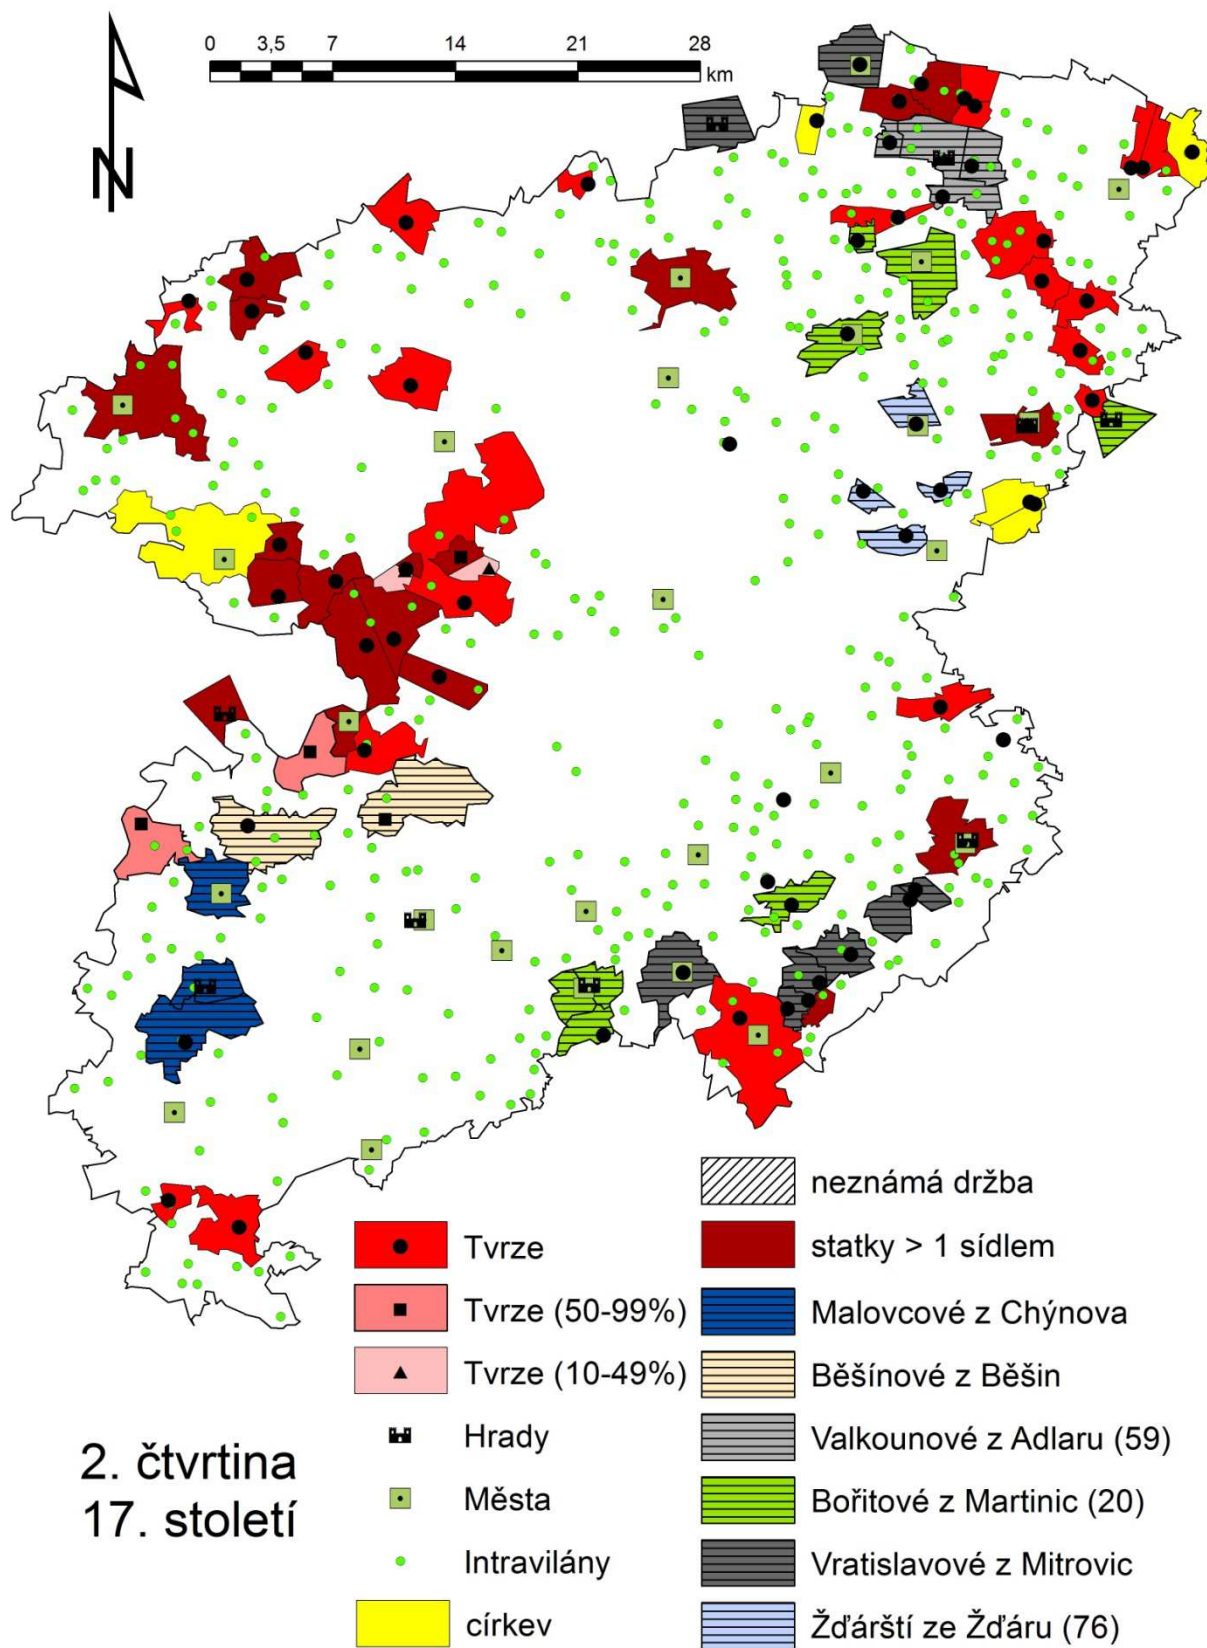 0 3,5 7 14 21 28
km
N
neznámá držba
statky > 1 sídlem
Malovcové z Chýnova
Běšínové z Běšin
Valkounové z Adlaru (59)
Bořitové z Martinic (20)
Vratislavové z Mitrovic
Žďárští ze Žďáru (76)
Tvrze
Tvrze (50-99%)
Tvrze (10-49%)
Hrady
Města
Intravilány
církev
2. čtvrtina
17. století